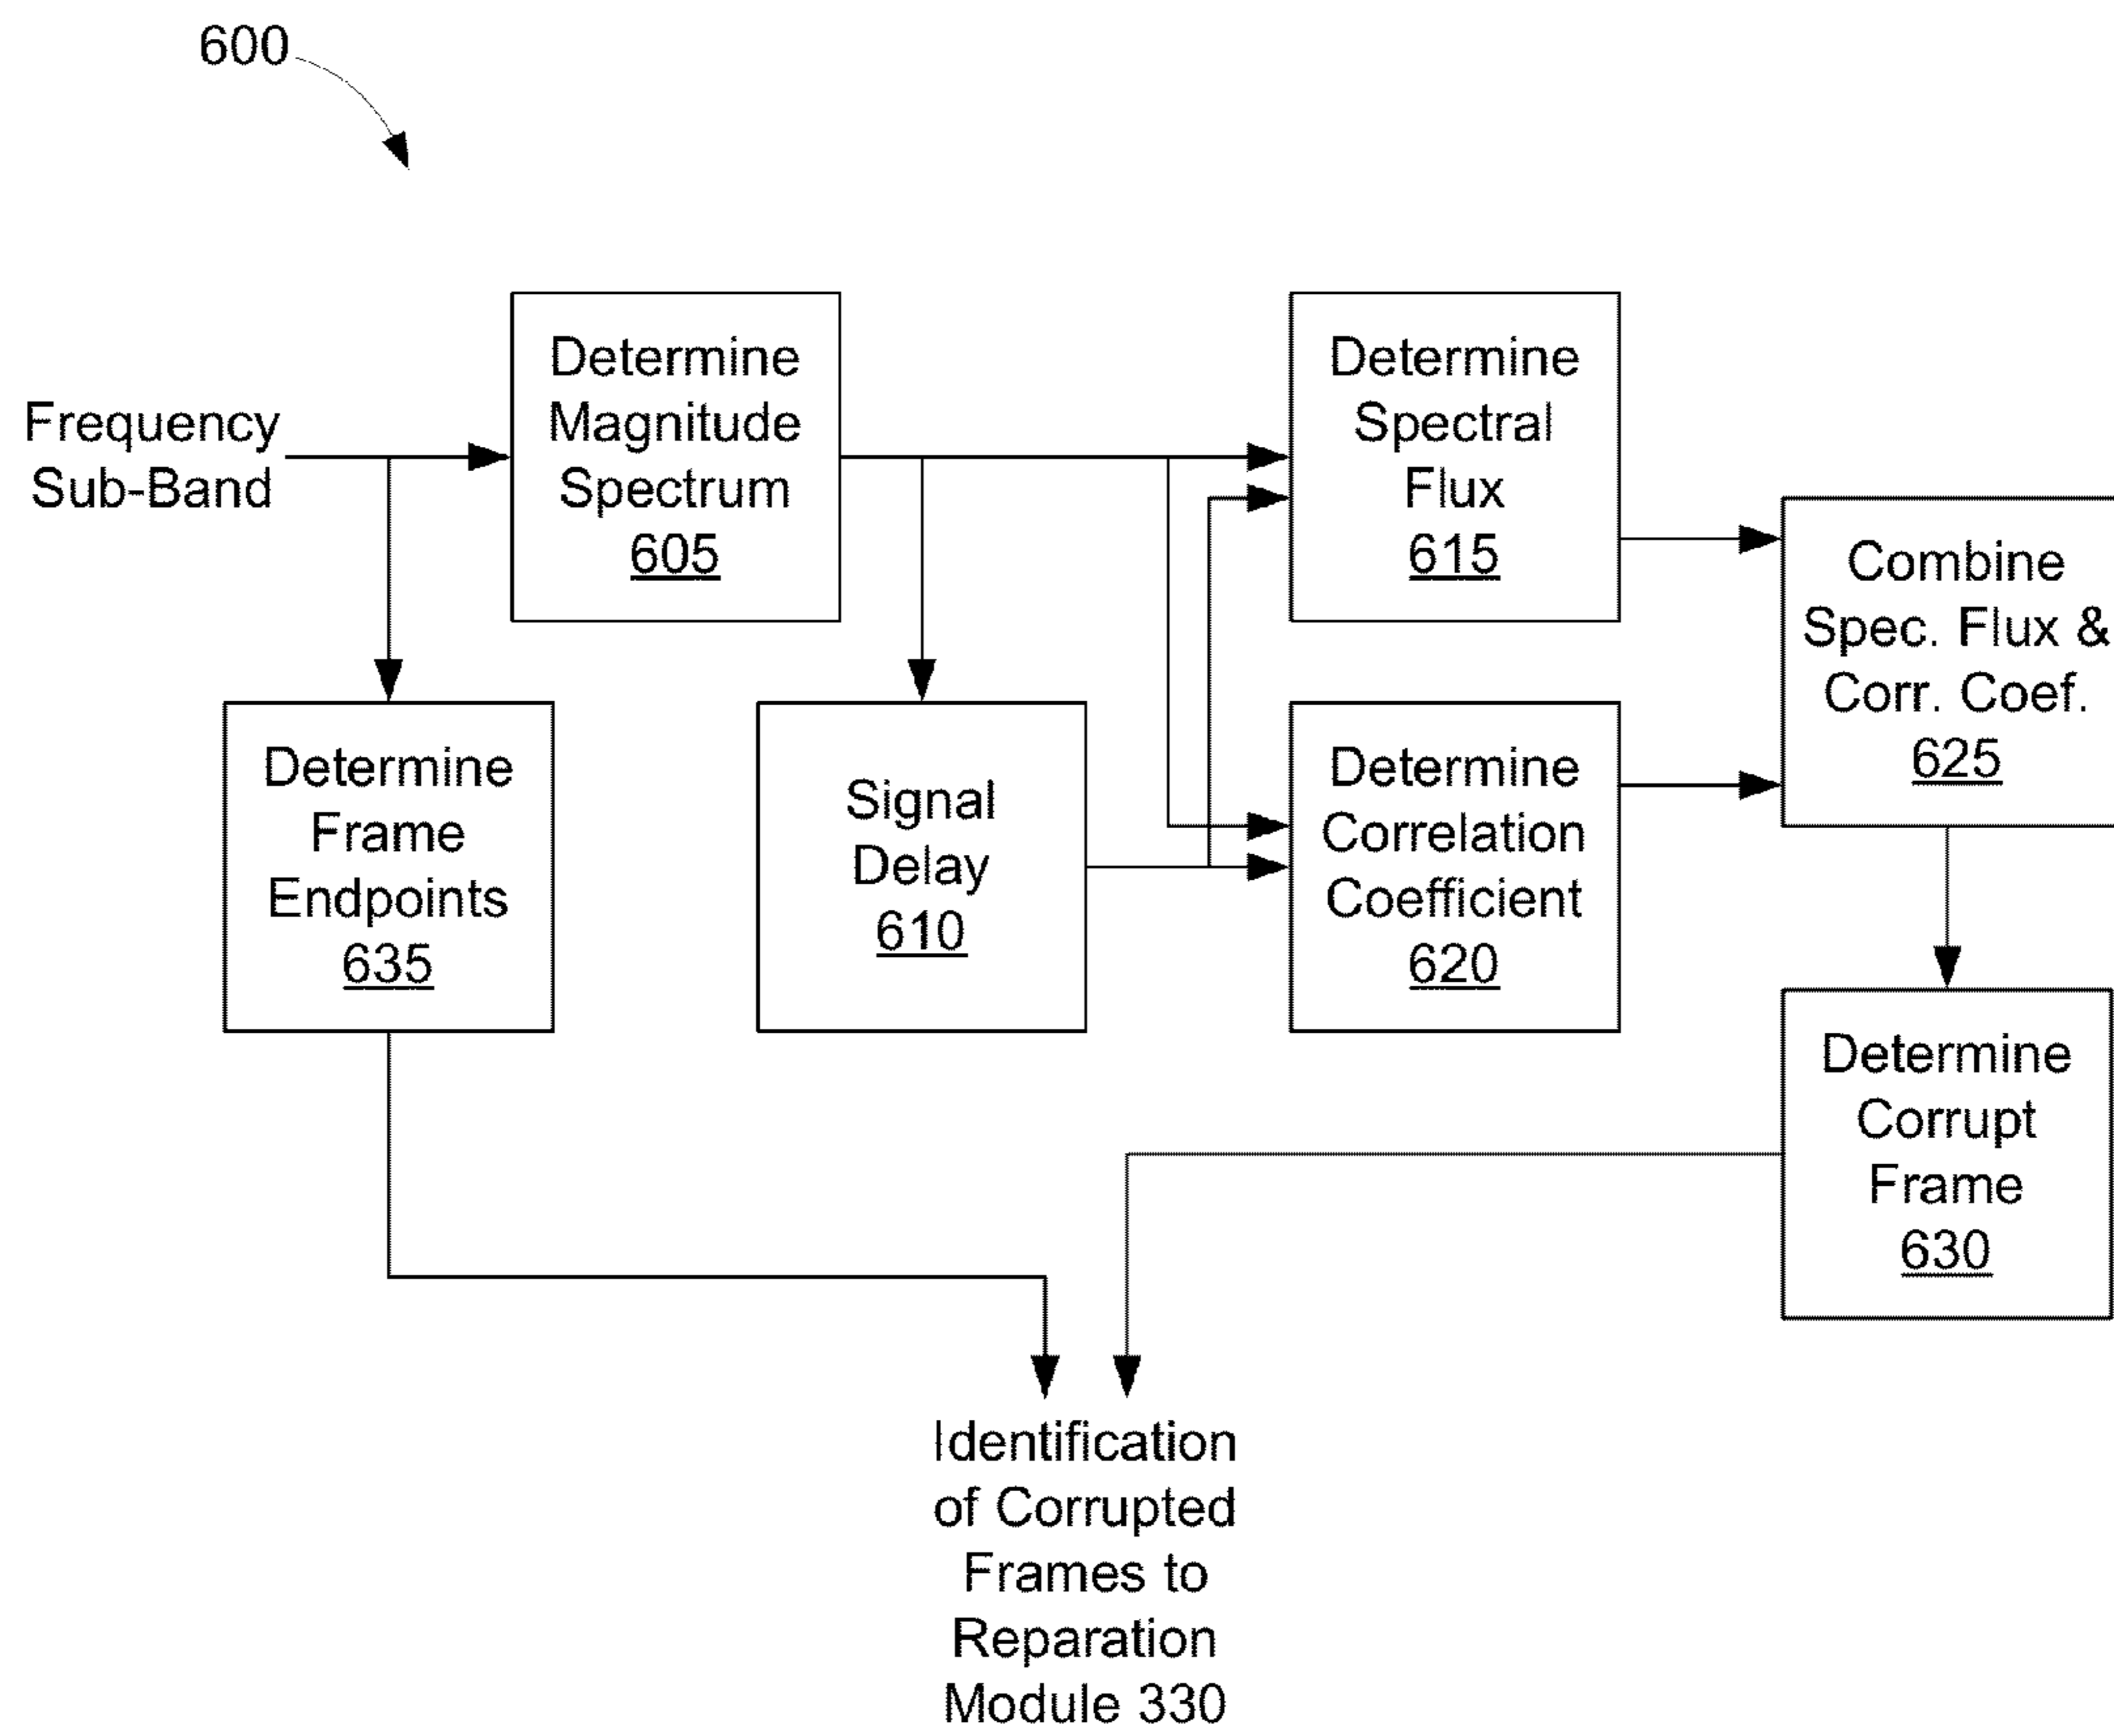 600
Frequency
Sub-Band
Determine
Magnitude
Spectrum
605
Determine
Spectral
Flux
615
Combine
Spec. Flux &
Corr. Coef.
625
Determine
Frame
Endpoints
635
Signal
Delay
610
Determine
Correlation
Coefficient
620
Determine
Corrupt
Frame
630
Identification
of Corrupted
Frames to
Reparation
Module 330